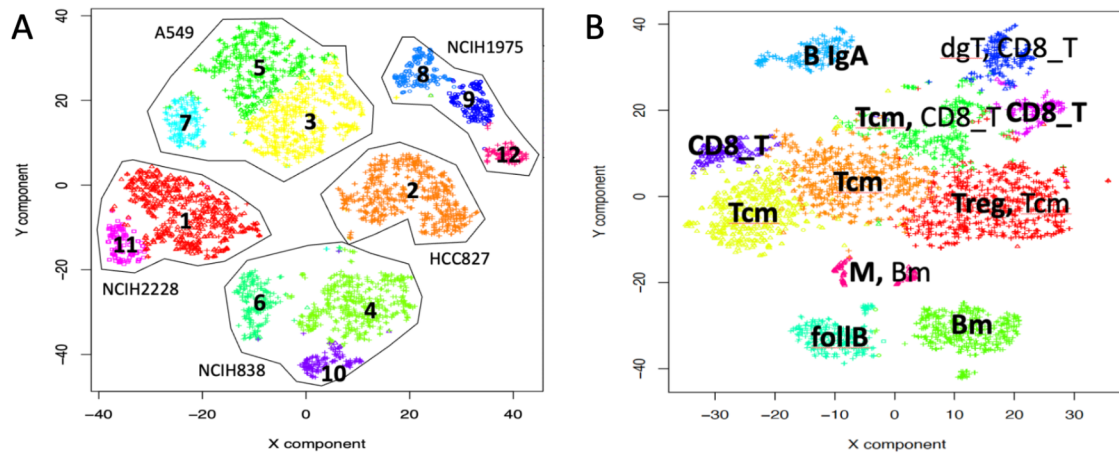 A
A549
NCIH1975
5
8
9
7
3
12
2
1
11
HCC827
NCIH2228
6
4
NCIH838
10
40
20
0
20
40
Y component
−40
−20
0
20
40
X component
B
B IgA
dgT, CD8_T
Tcm, CD8_T
CD8_T
CD8_T
Tcm
Tcm
Treg, Tcm
M, Bm
follB
Bm
40
20
0
−20
−40
Y component
−30
−20
−10
0
10
20
30
X component